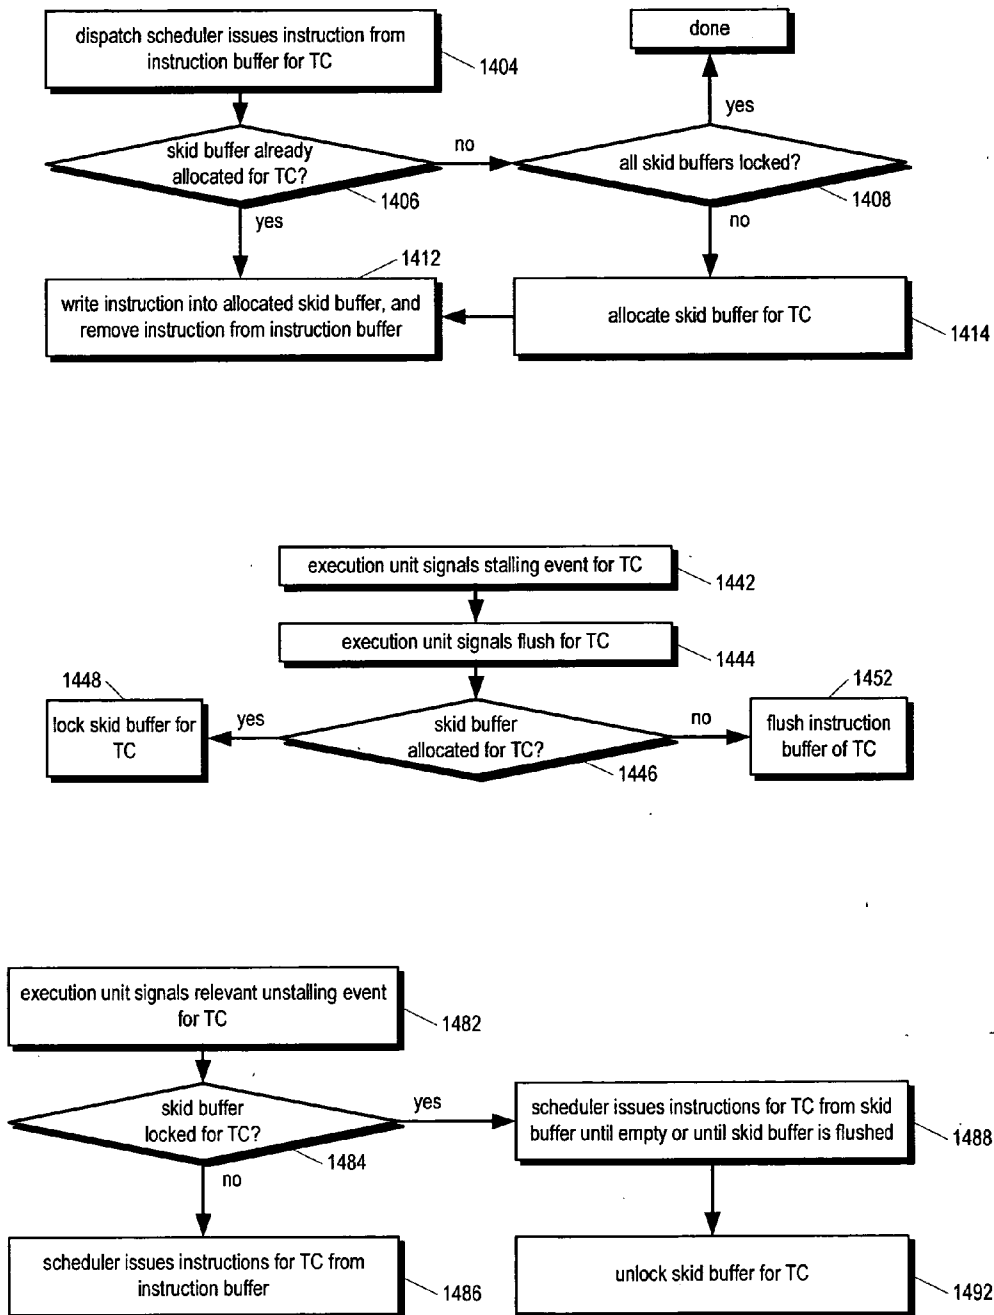 dispatch scheduler issues instruction from
instruction buffer for TC
1404
done
yes
skid buffer already
allocated for TC?
1406
no
all skid buffers locked?
1408
yes
no
1412
write instruction into allocated skid buffer, and
remove instruction from instruction buffer
allocate skid buffer for TC
1414
execution unit signals stalling event for TC
1442
execution unit signals flush for TC
1444
1448
lock skid buffer for
TC
yes
skid buffer
allocated for TC?
1446
no
1452
flush instruction
buffer of TC
execution unit signals relevant unstalling event
for TC
1482
skid buffer
locked for TC?
1484
yes
scheduler issues instructions for TC from skid
buffer until empty or until skid buffer is flushed
1488
no
scheduler issues instructions for TC from
instruction buffer
1486
unlock skid buffer for TC
1492